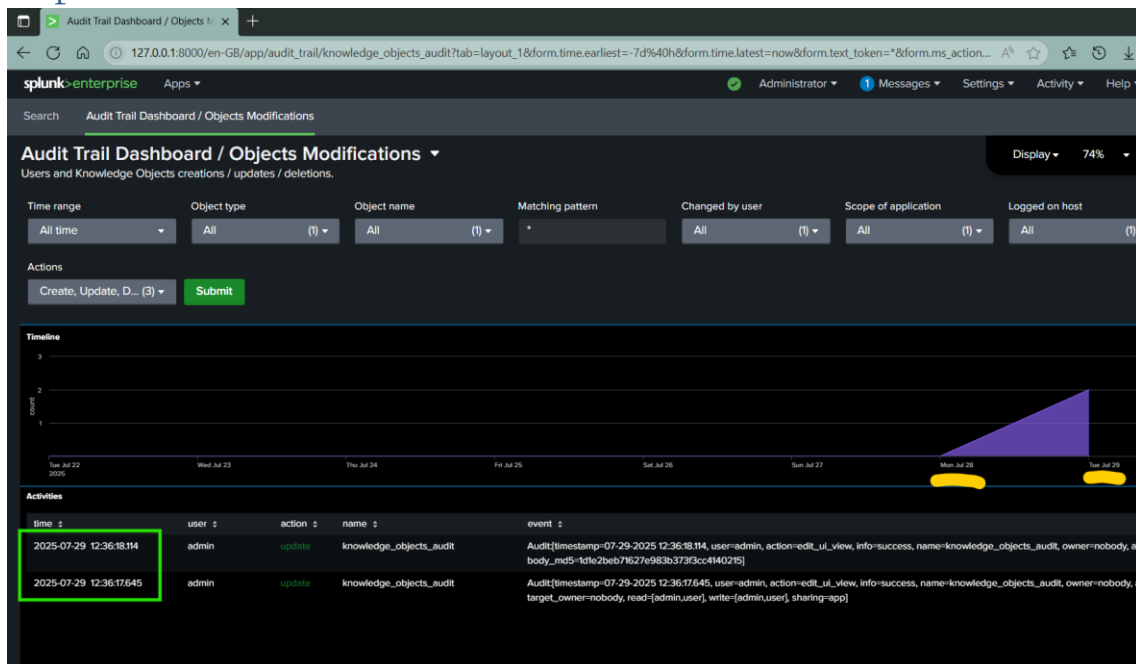 Audit Trail Dashboard / Objects M
127.0.0.1:8000/en-GB/app/audit_trail/knowledge_objects_audit?tab=layout_1&form.time.earliest=-7d%40h&form.time.latest=now&form.text_token=*&form.ms_action...
splunk>enterprise Apps Administrator 1 Messages Settings Activity Help
Search Audit Trail Dashboard / Objects Modifications
Audit Trail Dashboard / Objects Modifications
Users and Knowledge Objects creations / updates / deletions.
Display 74%
Time range Object type Object name Matching pattern Changed by user Scope of application Logged on host
All time All (1) All (1) * All (1) All (1) All (1)
Actions
Create, Update, D... (3) Submit
Timeline
3
2
1
count
Tue Jul 22 Wed Jul 23 Thu Jul 24 Fri Jul 25 Sat Jul 26 Sun Jul 27 Mon Jul 28 Tue Jul 29
2025
Activities
time user action name event
2025-07-29 12:36:18.114 admin update knowledge_objects_audit Audit:[timestamp=07-29-2025 12:36:18.114, user=admin, action=edit_ui_view, info=success, name=knowledge_objects_audit, owner=nobody, a
body_md5=1d1e2beb71627e983b373f3cc4140215]
2025-07-29 12:36:17.645 admin update knowledge_objects_audit Audit:[timestamp=07-29-2025 12:36:17.645, user=admin, action=edit_ui_view, info=success, name=knowledge_objects_audit, owner=nobody,
target_owner=nobody, read=[admin,user], write=[admin,user], sharing=app]